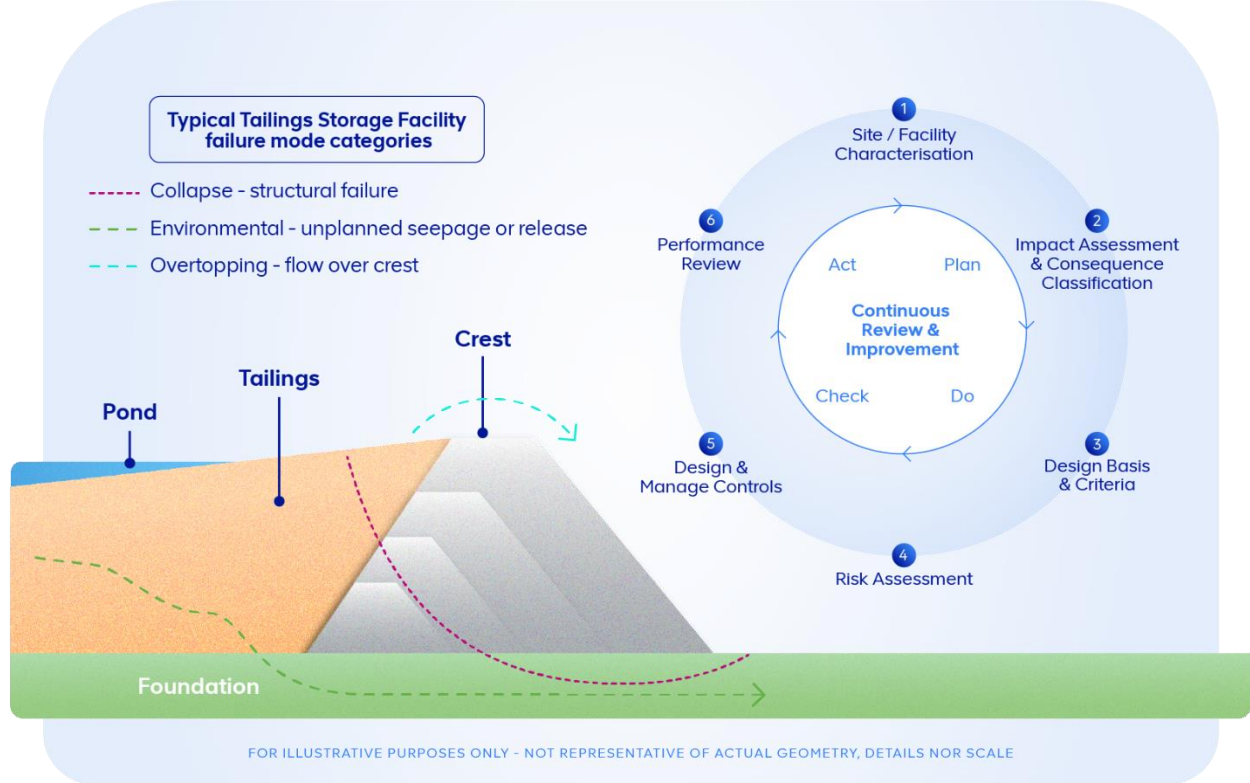 Typical Tailings Storage Facility
failure mode categories
Collapse - structural failure
Environmental - unplanned seepage or release
Overtopping - flow over crest
Pond
Tailings
Crest
Foundation
1
Site / Facility
Characterisation
2
Impact Assessment
& Consequence
Classification
3
Design Basis
& Criteria
4
Risk Assessment
5
Design &
Manage Controls
6
Performance
Review
Act
Plan
Continuous
Review &
Improvement
Check
Do
FOR ILLUSTRATIVE PURPOSES ONLY - NOT REPRESENTATIVE OF ACTUAL GEOMETRY, DETAILS NOR SCALE